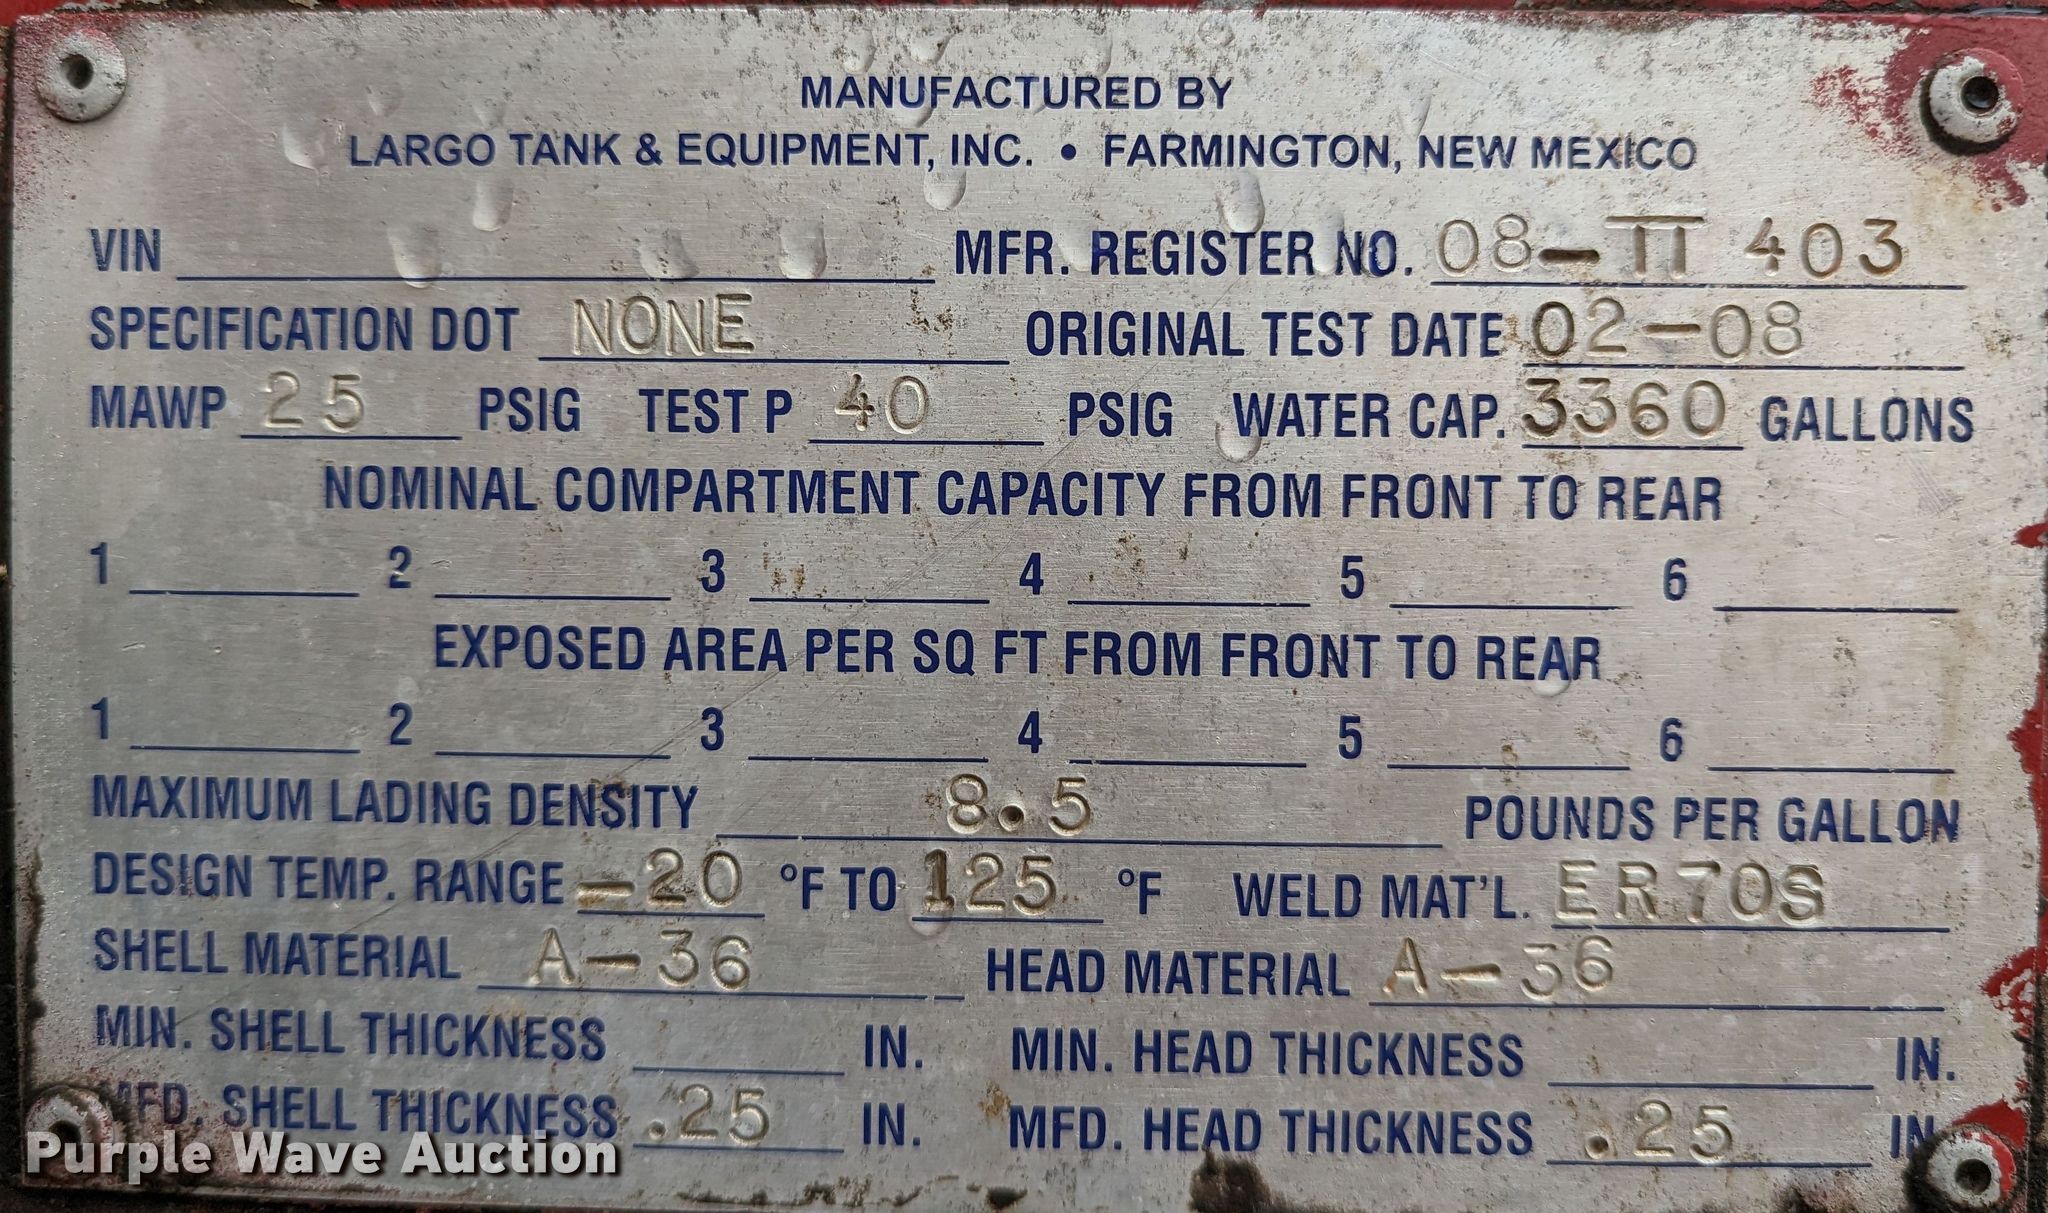 MANUFACTURED BY
LARGO TANK & EQUIPMENT, INC. • FARMINGTON, NEW MEXICO
VIN MFR. REGISTER NO. 08-TT 403
SPECIFICATION DOT NONE ORIGINAL TEST DATE 02-08
MAWP 25 PSIG TEST P 40 PSIG WATER CAP. 3360 GALLONS
NOMINAL COMPARTMENT CAPACITY FROM FRONT TO REAR
1 2 3 4 5 6
EXPOSED AREA PER SQ FT FROM FRONT TO REAR
1 2 3 4 5 6
MAXIMUM LADING DENSITY 8.5 POUNDS PER GALLON
DESIGN TEMP. RANGE -20 °F TO 125 °F WELD MAT'L. ER70S
SHELL MATERIAL A-36 HEAD MATERIAL A-36
MIN. SHELL THICKNESS IN. MIN. HEAD THICKNESS IN.
MFD. SHELL THICKNESS .25 IN. MFD. HEAD THICKNESS .25 IN.
Purple Wave Auction